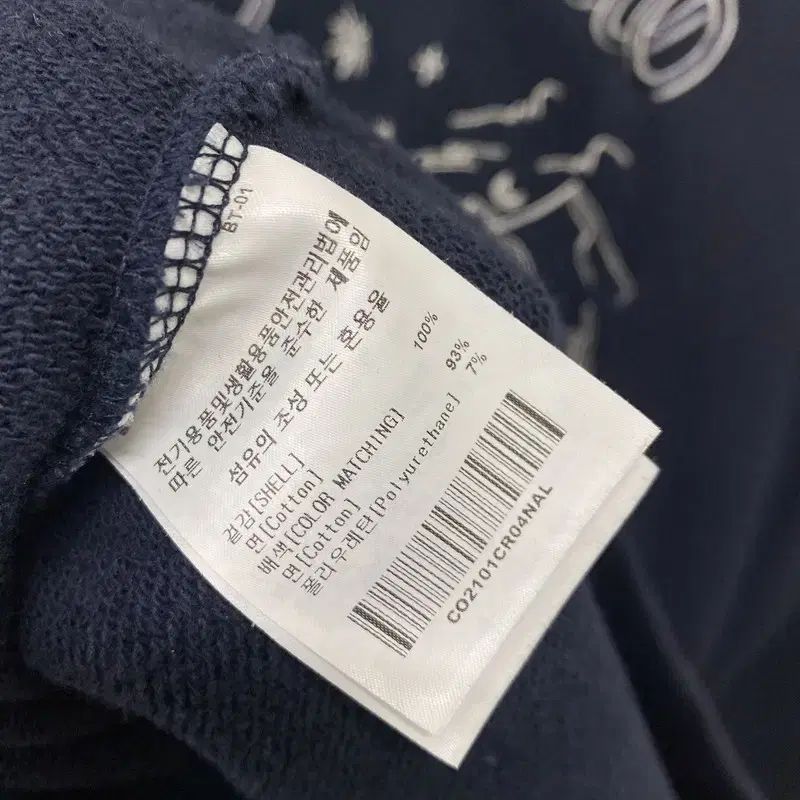 BT-01
전기용품및생활용품안전관리법에
따른 안전기준을 준수한 제품임
섬유의 조성 또는 혼용율
겉감[SHELL]
면[Cotton] 100%
배색[COLOR MATCHING]
면[Cotton] 93%
폴리우레탄[Polyurethane] 7%
CO2101CR04NAL